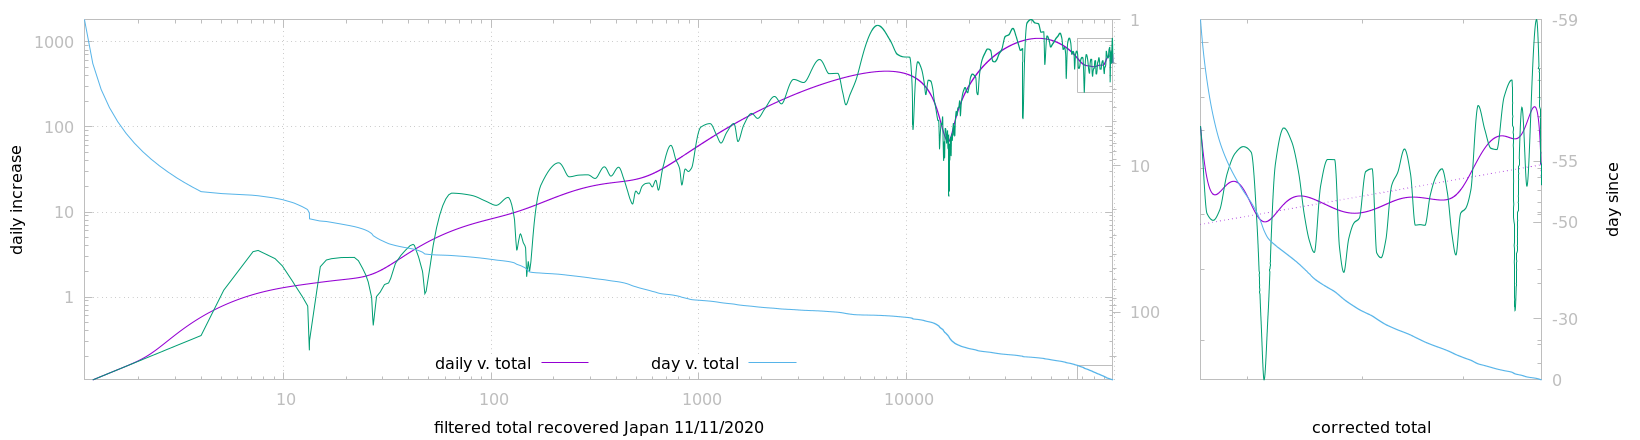 1000
100
10
1
daily increase
10
100
1000
10000
filtered total recovered Japan 11/11/2020
daily v. total
day v. total
1
10
100
-59
-55
-50
-30
0
day since
corrected total